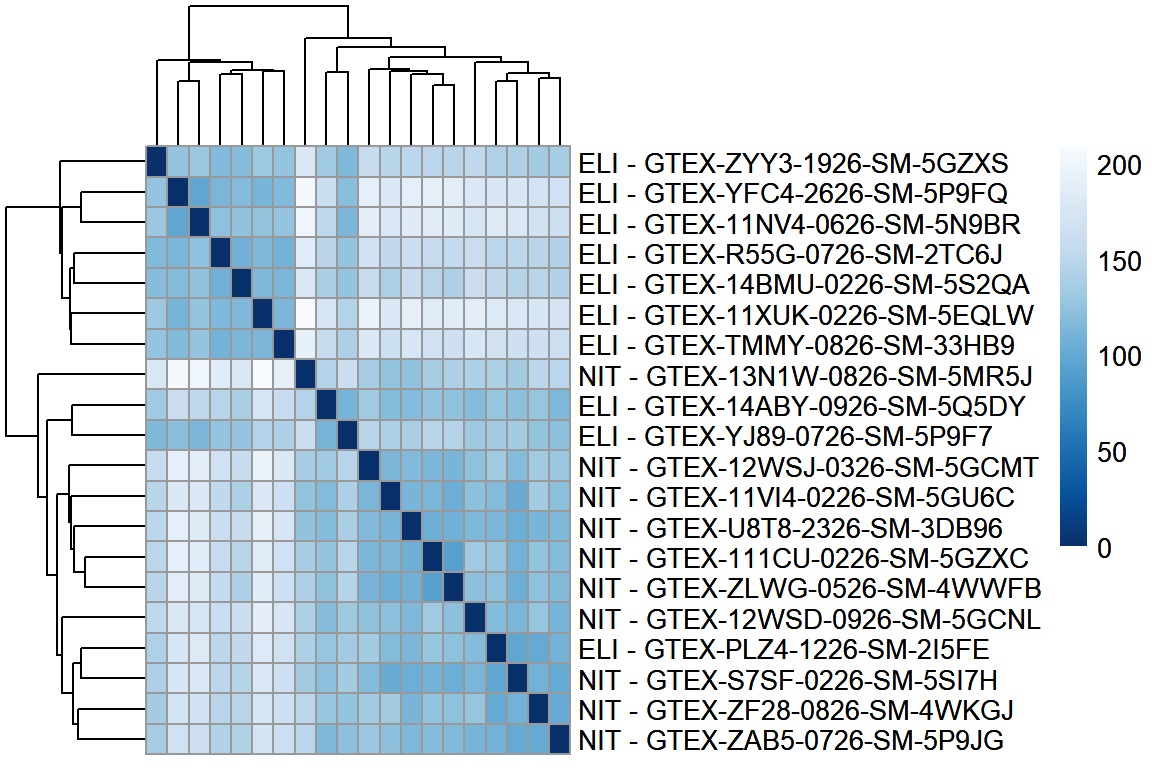 ELI - GTEX-ZYY3-1926-SM-5GZXS
ELI - GTEX-YFC4-2626-SM-5P9FQ
ELI - GTEX-11NV4-0626-SM-5N9BR
ELI - GTEX-R55G-0726-SM-2TC6J
ELI - GTEX-14BMU-0226-SM-5S2QA
ELI - GTEX-11XUK-0226-SM-5EQLW
ELI - GTEX-TMMY-0826-SM-33HB9
NIT - GTEX-13N1W-0826-SM-5MR5J
ELI - GTEX-14ABY-0926-SM-5Q5DY
ELI - GTEX-YJ89-0726-SM-5P9F7
NIT - GTEX-12WSJ-0326-SM-5GCMT
NIT - GTEX-11VI4-0226-SM-5GU6C
NIT - GTEX-U8T8-2326-SM-3DB96
NIT - GTEX-111CU-0226-SM-5GZXC
NIT - GTEX-ZLWG-0526-SM-4WWFB
NIT - GTEX-12WSD-0926-SM-5GCNL
ELI - GTEX-PLZ4-1226-SM-2I5FE
NIT - GTEX-S7SF-0226-SM-5SI7H
NIT - GTEX-ZF28-0826-SM-4WKGJ
NIT - GTEX-ZAB5-0726-SM-5P9JG
200
150
100
50
0